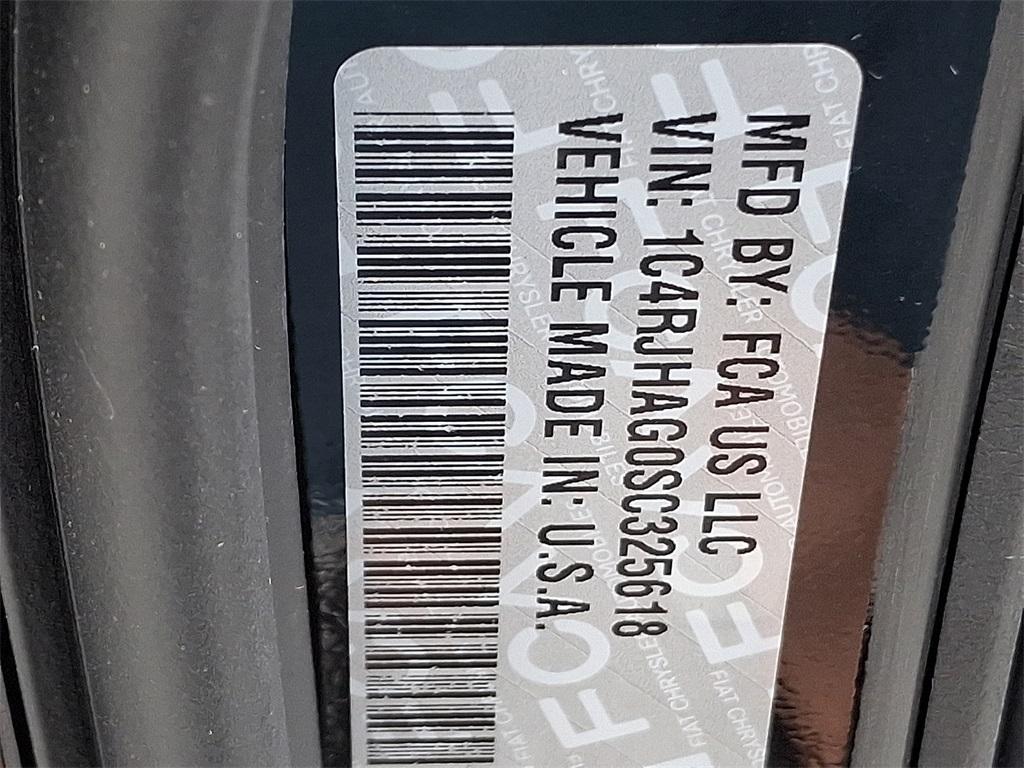 MFD BY: FCA US LLC
VIN: 1C4RJHAG0SC325618
VEHICLE MADE IN: U.S.A.